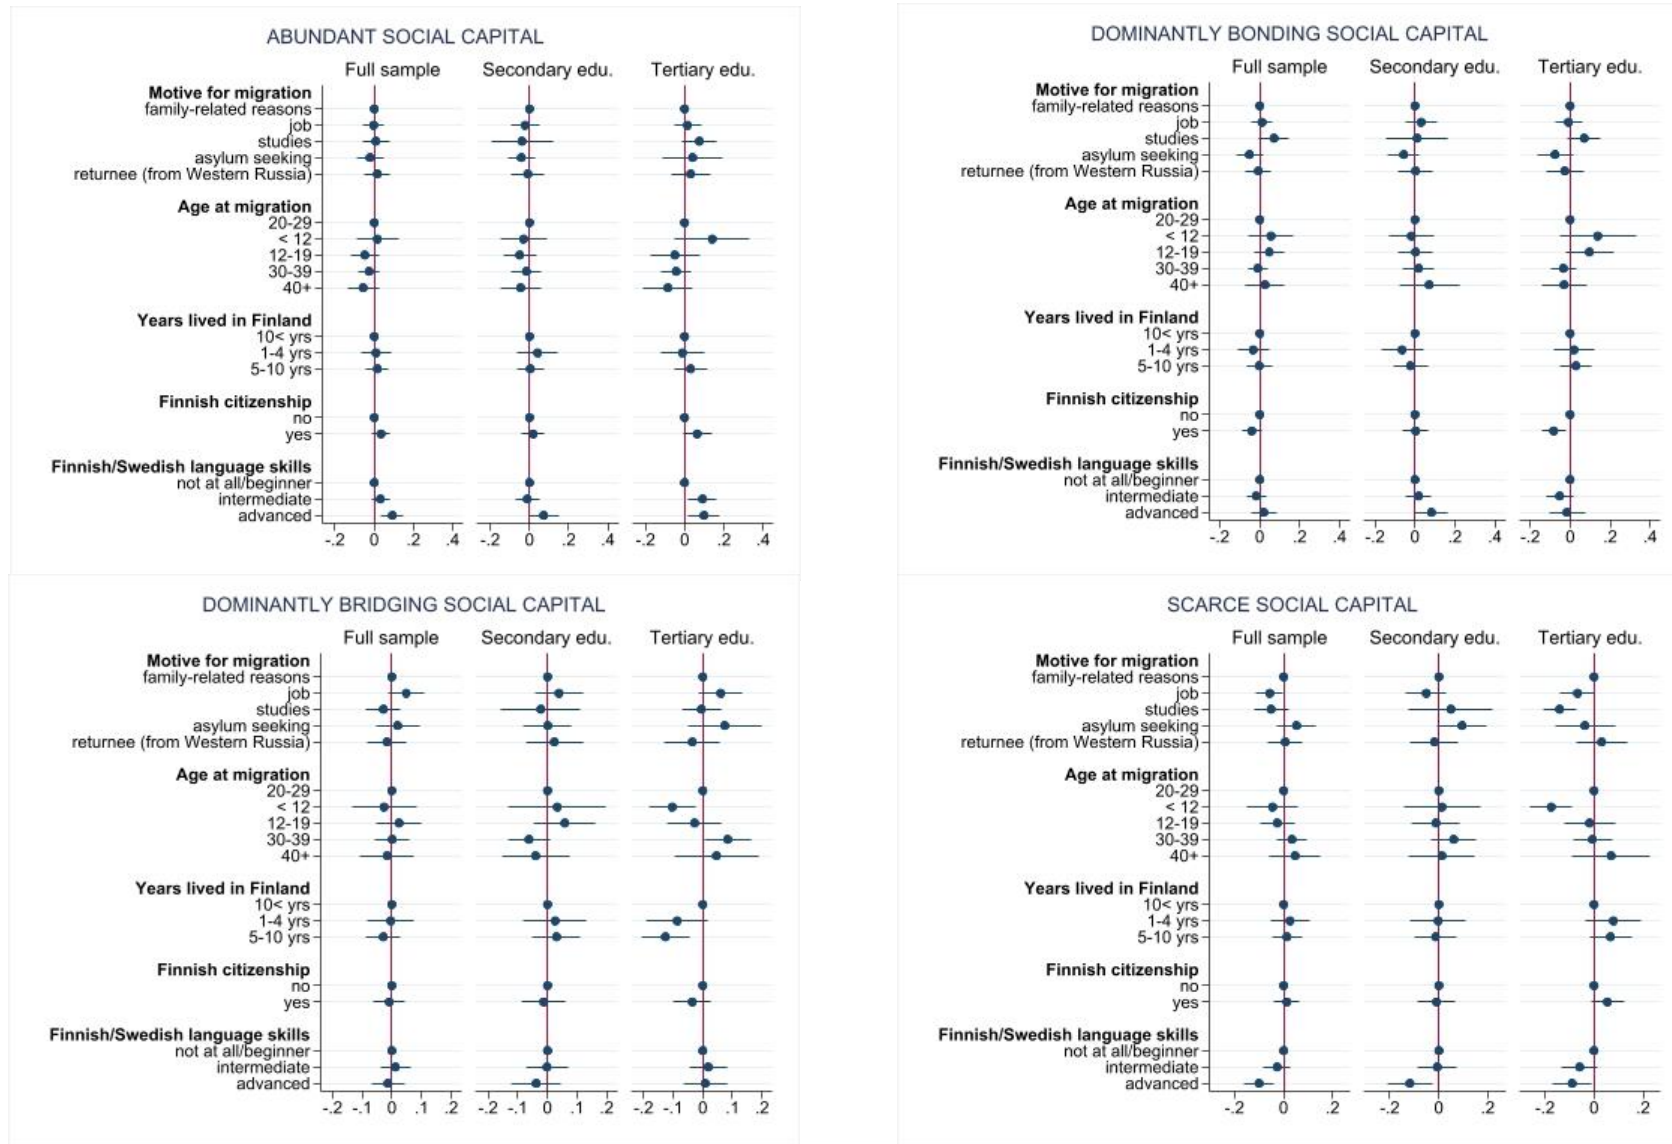 ABUNDANT SOCIAL CAPITAL
Full sample Secondary edu. Tertiary edu.
Motive for migration
family-related reasons
job
studies
asylum seeking
returnee (from Western Russia)
Age at migration
20-29
< 12
12-19
30-39
40+
Years lived in Finland
10< yrs
1-4 yrs
5-10 yrs
Finnish citizenship
no
yes
Finnish/Swedish language skills
not at all/beginner
intermediate
advanced
-.2 0 .2 .4 -.2 0 .2 .4 -.2 0 .2 .4
DOMINANTLY BONDING SOCIAL CAPITAL
Full sample Secondary edu. Tertiary edu.
Motive for migration
family-related reasons
job
studies
asylum seeking
returnee (from Western Russia)
Age at migration
20-29
< 12
12-19
30-39
40+
Years lived in Finland
10< yrs
1-4 yrs
5-10 yrs
Finnish citizenship
no
yes
Finnish/Swedish language skills
not at all/beginner
intermediate
advanced
-.2 0 .2 .4 -.2 0 .2 .4 -.2 0 .2 .4
DOMINANTLY BRIDGING SOCIAL CAPITAL
Full sample Secondary edu. Tertiary edu.
Motive for migration
family-related reasons
job
studies
asylum seeking
returnee (from Western Russia)
Age at migration
20-29
< 12
12-19
30-39
40+
Years lived in Finland
10< yrs
1-4 yrs
5-10 yrs
Finnish citizenship
no
yes
Finnish/Swedish language skills
not at all/beginner
intermediate
advanced
-.2 -.1 0 .1 .2 -.2 -.1 0 .1 .2 -.2 -.1 0 .1 .2
SCARCE SOCIAL CAPITAL
Full sample Secondary edu. Tertiary edu.
Motive for migration
family-related reasons
job
studies
asylum seeking
returnee (from Western Russia)
Age at migration
20-29
< 12
12-19
30-39
40+
Years lived in Finland
10< yrs
1-4 yrs
5-10 yrs
Finnish citizenship
no
yes
Finnish/Swedish language skills
not at all/beginner
intermediate
advanced
-.2 0 .2 -.2 0 .2 -.2 0 .2